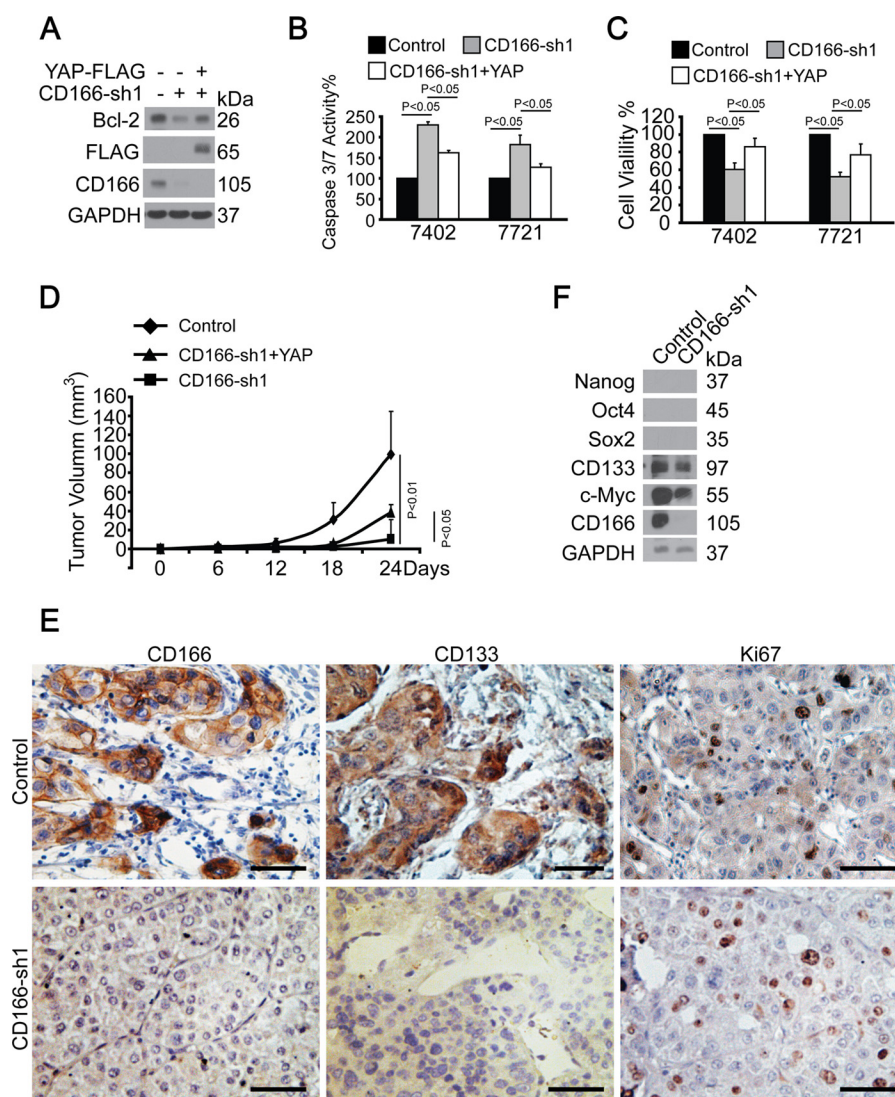 A
YAP-FLAG - - +
CD166-sh1 - + + kDa
Bcl-2 26
FLAG 65
CD166 105
GAPDH 37
B
Control CD166-sh1
CD166-sh1+YAP
Caspase 3/7 Activity%
250
200
150
100
50
0
P<0.05
P<0.05
P<0.05
P<0.05
7402 7721
C
Control CD166-sh1
CD166-sh1+YAP
Cell Vialility %
120
100
80
60
40
20
0
P<0.05
P<0.05
P<0.05
P<0.05
7402 7721
D
Control
CD166-sh1+YAP
CD166-sh1
Tumor Volumm (mm3)
160
140
120
100
80
60
40
20
0
0 6 12 18 24Days
P<0.01
P<0.05
F
Control CD166-sh1
kDa
Nanog 37
Oct4 45
Sox2 35
CD133 97
c-Myc 55
CD166 105
GAPDH 37
E
CD166 CD133 Ki67
Control
CD166-sh1